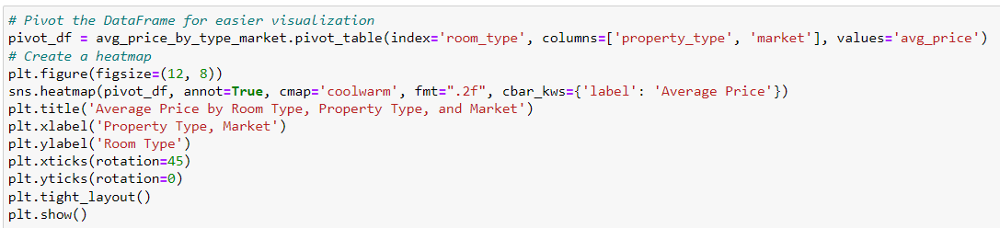 # Pivot the DataFrame for easier visualization
pivot_df = avg_price_by_type_market.pivot_table(index='room_type', columns=['property_type', 'market'], values='avg_price')
# Create a heatmap
plt.figure(figsize=(12, 8))
sns.heatmap(pivot_df, annot=True, cmap='coolwarm', fmt=".2f", cbar_kws={'label': 'Average Price'})
plt.title('Average Price by Room Type, Property Type, and Market')
plt.xlabel('Property Type, Market')
plt.ylabel('Room Type')
plt.xticks(rotation=45)
plt.yticks(rotation=0)
plt.tight_layout()
plt.show()